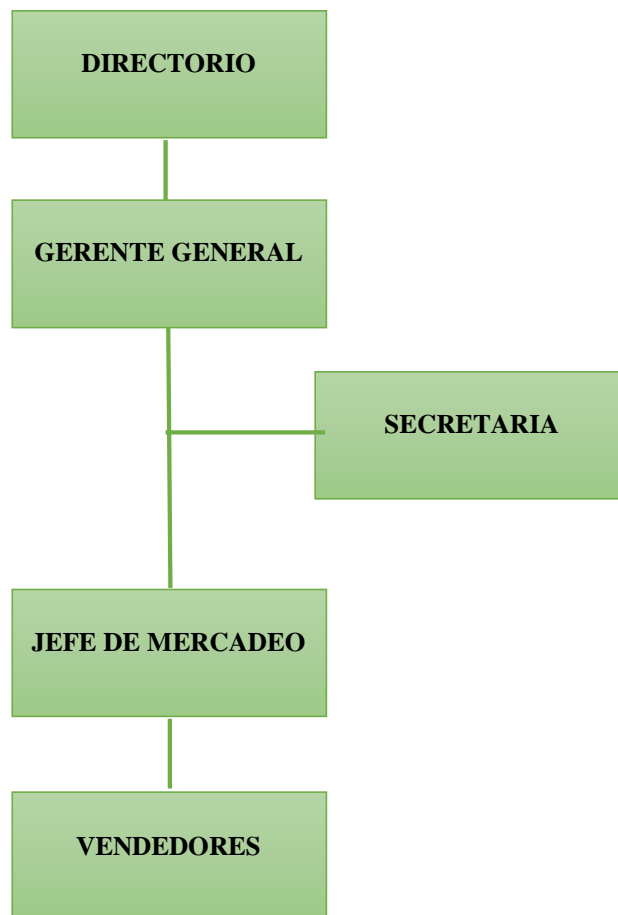 DIRECTORIO
GERENTE GENERAL
SECRETARIA
JEFE DE MERCADEO
VENDEDORES